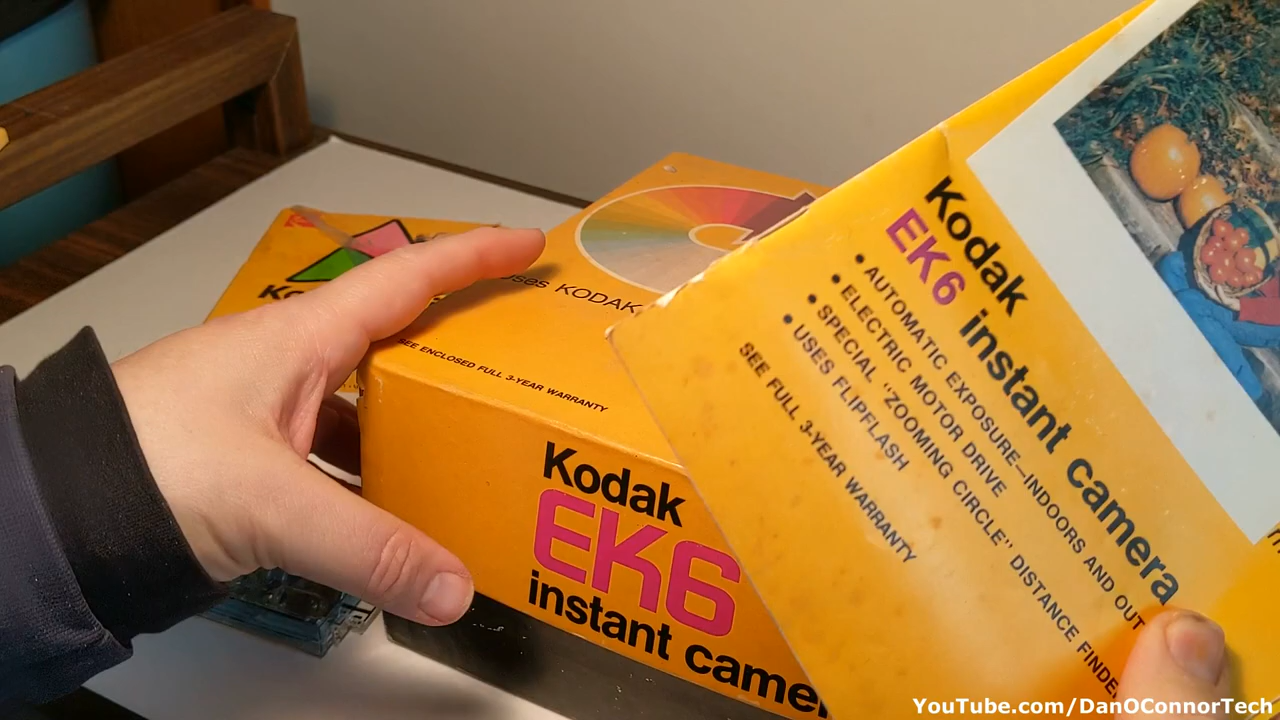 Kodak
EK6 instant camera
• AUTOMATIC EXPOSURE—INDOORS AND OUT
• ELECTRIC MOTOR DRIVE
• SPECIAL "ZOOMING CIRCLE" DISTANCE FINDER
• USES FLIPFLASH
SEE FULL 3-YEAR WARRANTY
uses KODAK
SEE ENCLOSED FULL 3-YEAR WARRANTY
Kodak
EK6
instant came
YouTube.com/DanOConnorTech